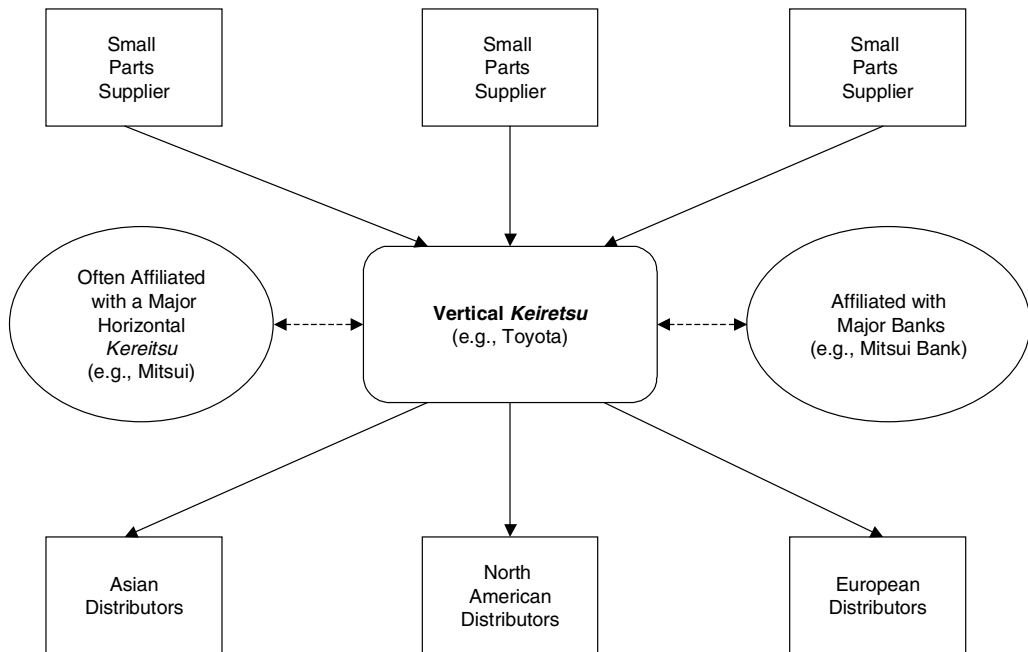 Small
Parts
Supplier
Small
Parts
Supplier
Small
Parts
Supplier
Often Affiliated
with a Major
Horizontal
Kereitsu
(e.g., Mitsui)
Vertical Keiretsu
(e.g., Toyota)
Affiliated with
Major Banks
(e.g., Mitsui Bank)
Asian
Distributors
North
American
Distributors
European
Distributors